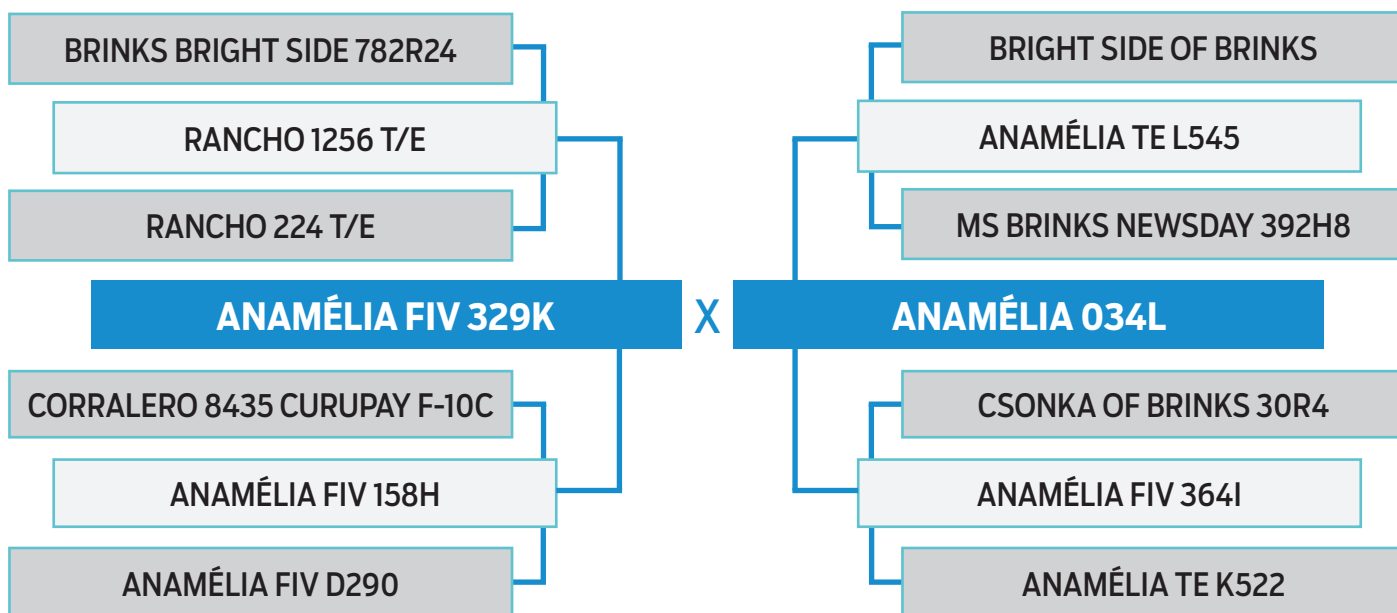 BRINKS BRIGHT SIDE 782R24
RANCHO 1256 T/E
RANCHO 224 T/E
ANAMÉLIA FIV 329K
CORRALERO 8435 CURUPAY F-10C
ANAMÉLIA FIV 158H
ANAMÉLIA FIV D290
X
BRIGHT SIDE OF BRINKS
ANAMÉLIA TE L545
MS BRINKS NEWSDAY 392H8
ANAMÉLIA 034L
CSONKA OF BRINKS 30R4
ANAMÉLIA FIV 364I
ANAMÉLIA TE K522